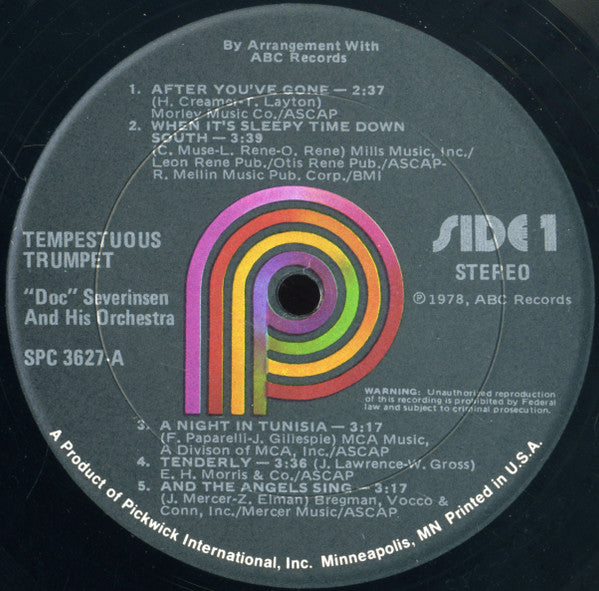 By Arrangement With
ABC Records
1. AFTER YOU'VE GONE — 2:37
(H. Creamer-T. Layton)
Morley Music Co./ASCAP
2. WHEN IT'S SLEEPY TIME DOWN
SOUTH — 3:39
(C. Muse-L. Rene-O. Rene) Mills Music, Inc./
Leon Rene Pub./Otis Rene Pub./ASCAP-
R. Mellin Music Pub. Corp./BMI
TEMPESTUOUS
TRUMPET
"Doc" Severinsen
And His Orchestra
SPC 3627-A
SIDE 1
STEREO
℗ 1978, ABC Records
WARNING: Unauthorized reproduction
of this recording is prohibited by Federal
law and subject to criminal prosecution.
3. A NIGHT IN TUNISIA — 3:17
(F. Paparelli-J. Gillespie) MCA Music,
A Divison of MCA, Inc./ASCAP
4. TENDERLY — 3:36 (J. Lawrence-W. Gross)
E. H. Morris & Co./ASCAP
5. AND THE ANGELS SING — 3:17
(J. Mercer-Z. Elman) Bregman, Vocco &
Conn, Inc./Mercer Music/ASCAP
A Product of Pickwick International, Inc. Minneapolis, MN Printed in U.S.A.